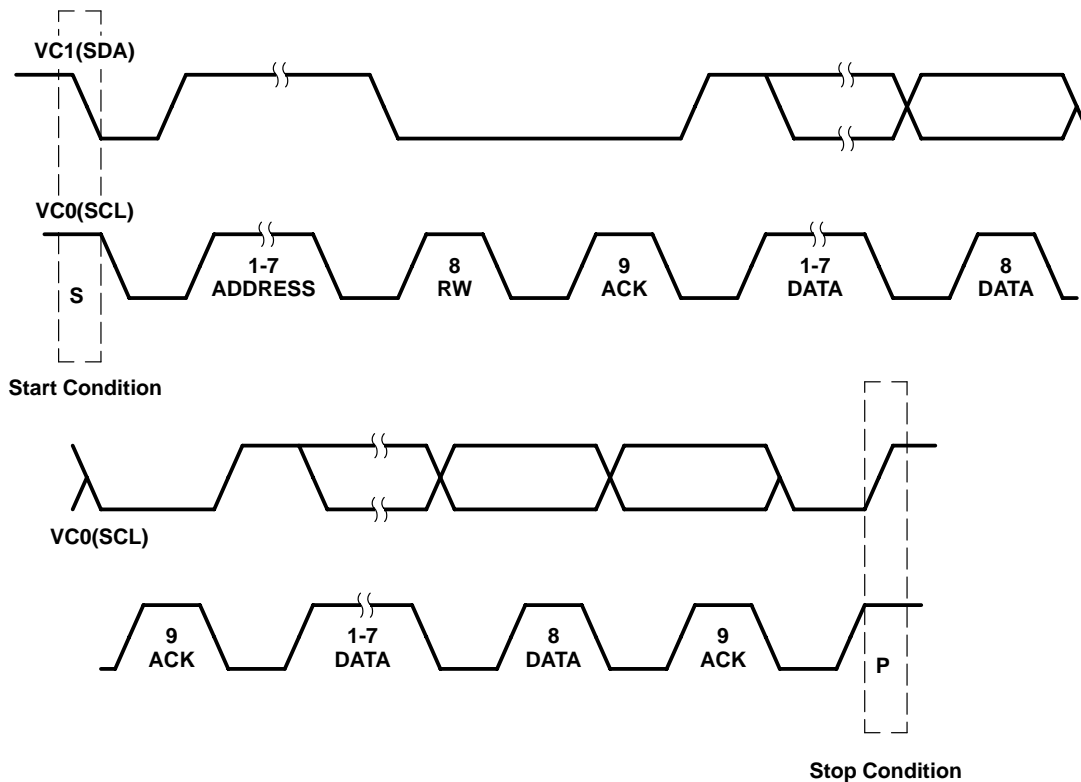 VC1(SDA)
VC0(SCL)
S
1-7
ADDRESS
8
RW
9
ACK
1-7
DATA
8
DATA
Start Condition
VC0(SCL)
9
ACK
1-7
DATA
8
DATA
9
ACK
P
Stop Condition